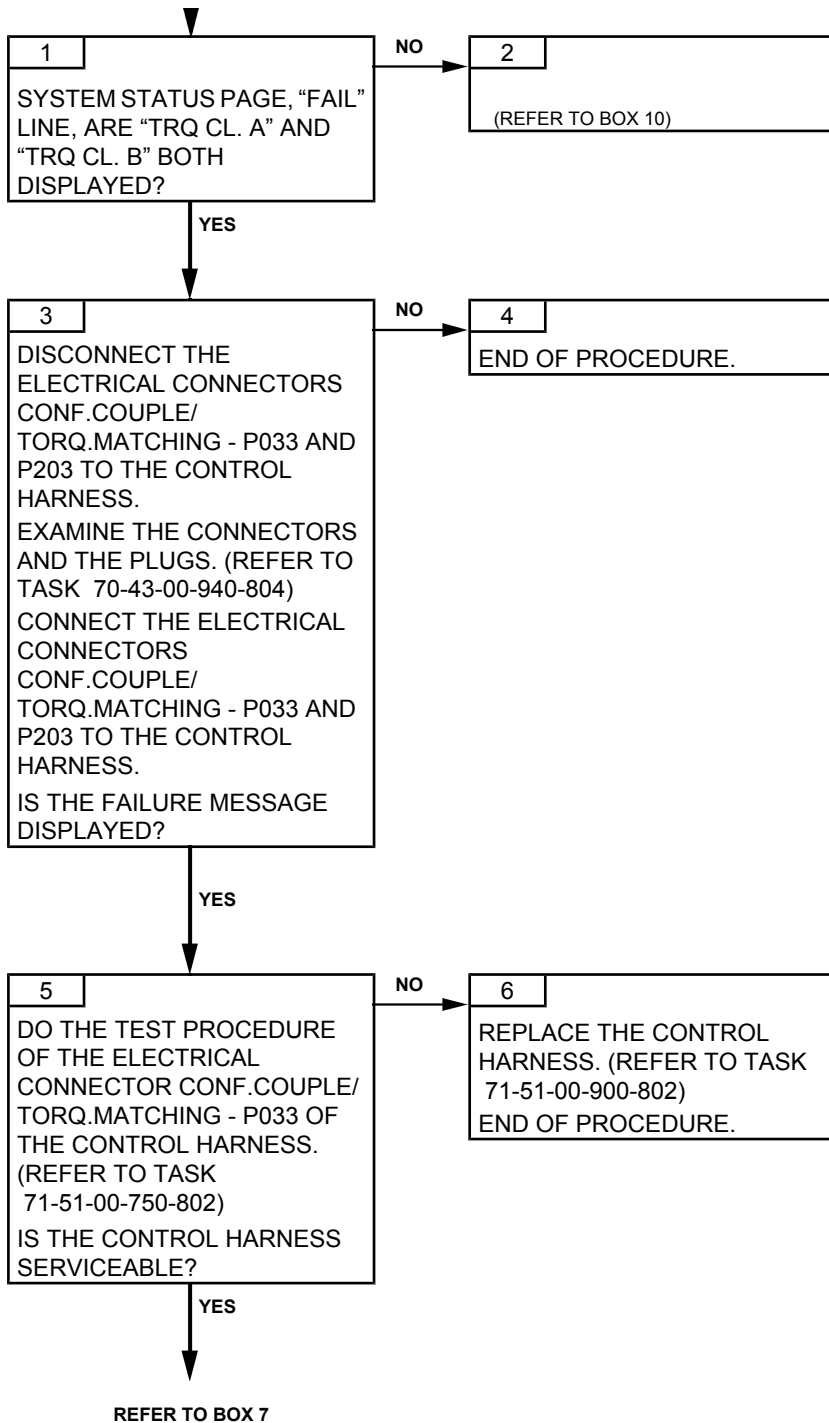 1
SYSTEM STATUS PAGE, “FAIL”
LINE, ARE “TRQ CL. A” AND
“TRQ CL. B” BOTH
DISPLAYED?
NO
2
(REFER TO BOX 10)
YES
3
DISCONNECT THE
ELECTRICAL CONNECTORS
CONF.COUPLE/
TORQ.MATCHING - P033 AND
P203 TO THE CONTROL
HARNESS.
EXAMINE THE CONNECTORS
AND THE PLUGS. (REFER TO
TASK 70-43-00-940-804)
CONNECT THE ELECTRICAL
CONNECTORS
CONF.COUPLE/
TORQ.MATCHING - P033 AND
P203 TO THE CONTROL
HARNESS.
IS THE FAILURE MESSAGE
DISPLAYED?
NO
4
END OF PROCEDURE.
YES
5
DO THE TEST PROCEDURE
OF THE ELECTRICAL
CONNECTOR CONF.COUPLE/
TORQ.MATCHING - P033 OF
THE CONTROL HARNESS.
(REFER TO TASK
71-51-00-750-802)
IS THE CONTROL HARNESS
SERVICEABLE?
NO
6
REPLACE THE CONTROL
HARNESS. (REFER TO TASK
71-51-00-900-802)
END OF PROCEDURE.
YES
REFER TO BOX 7